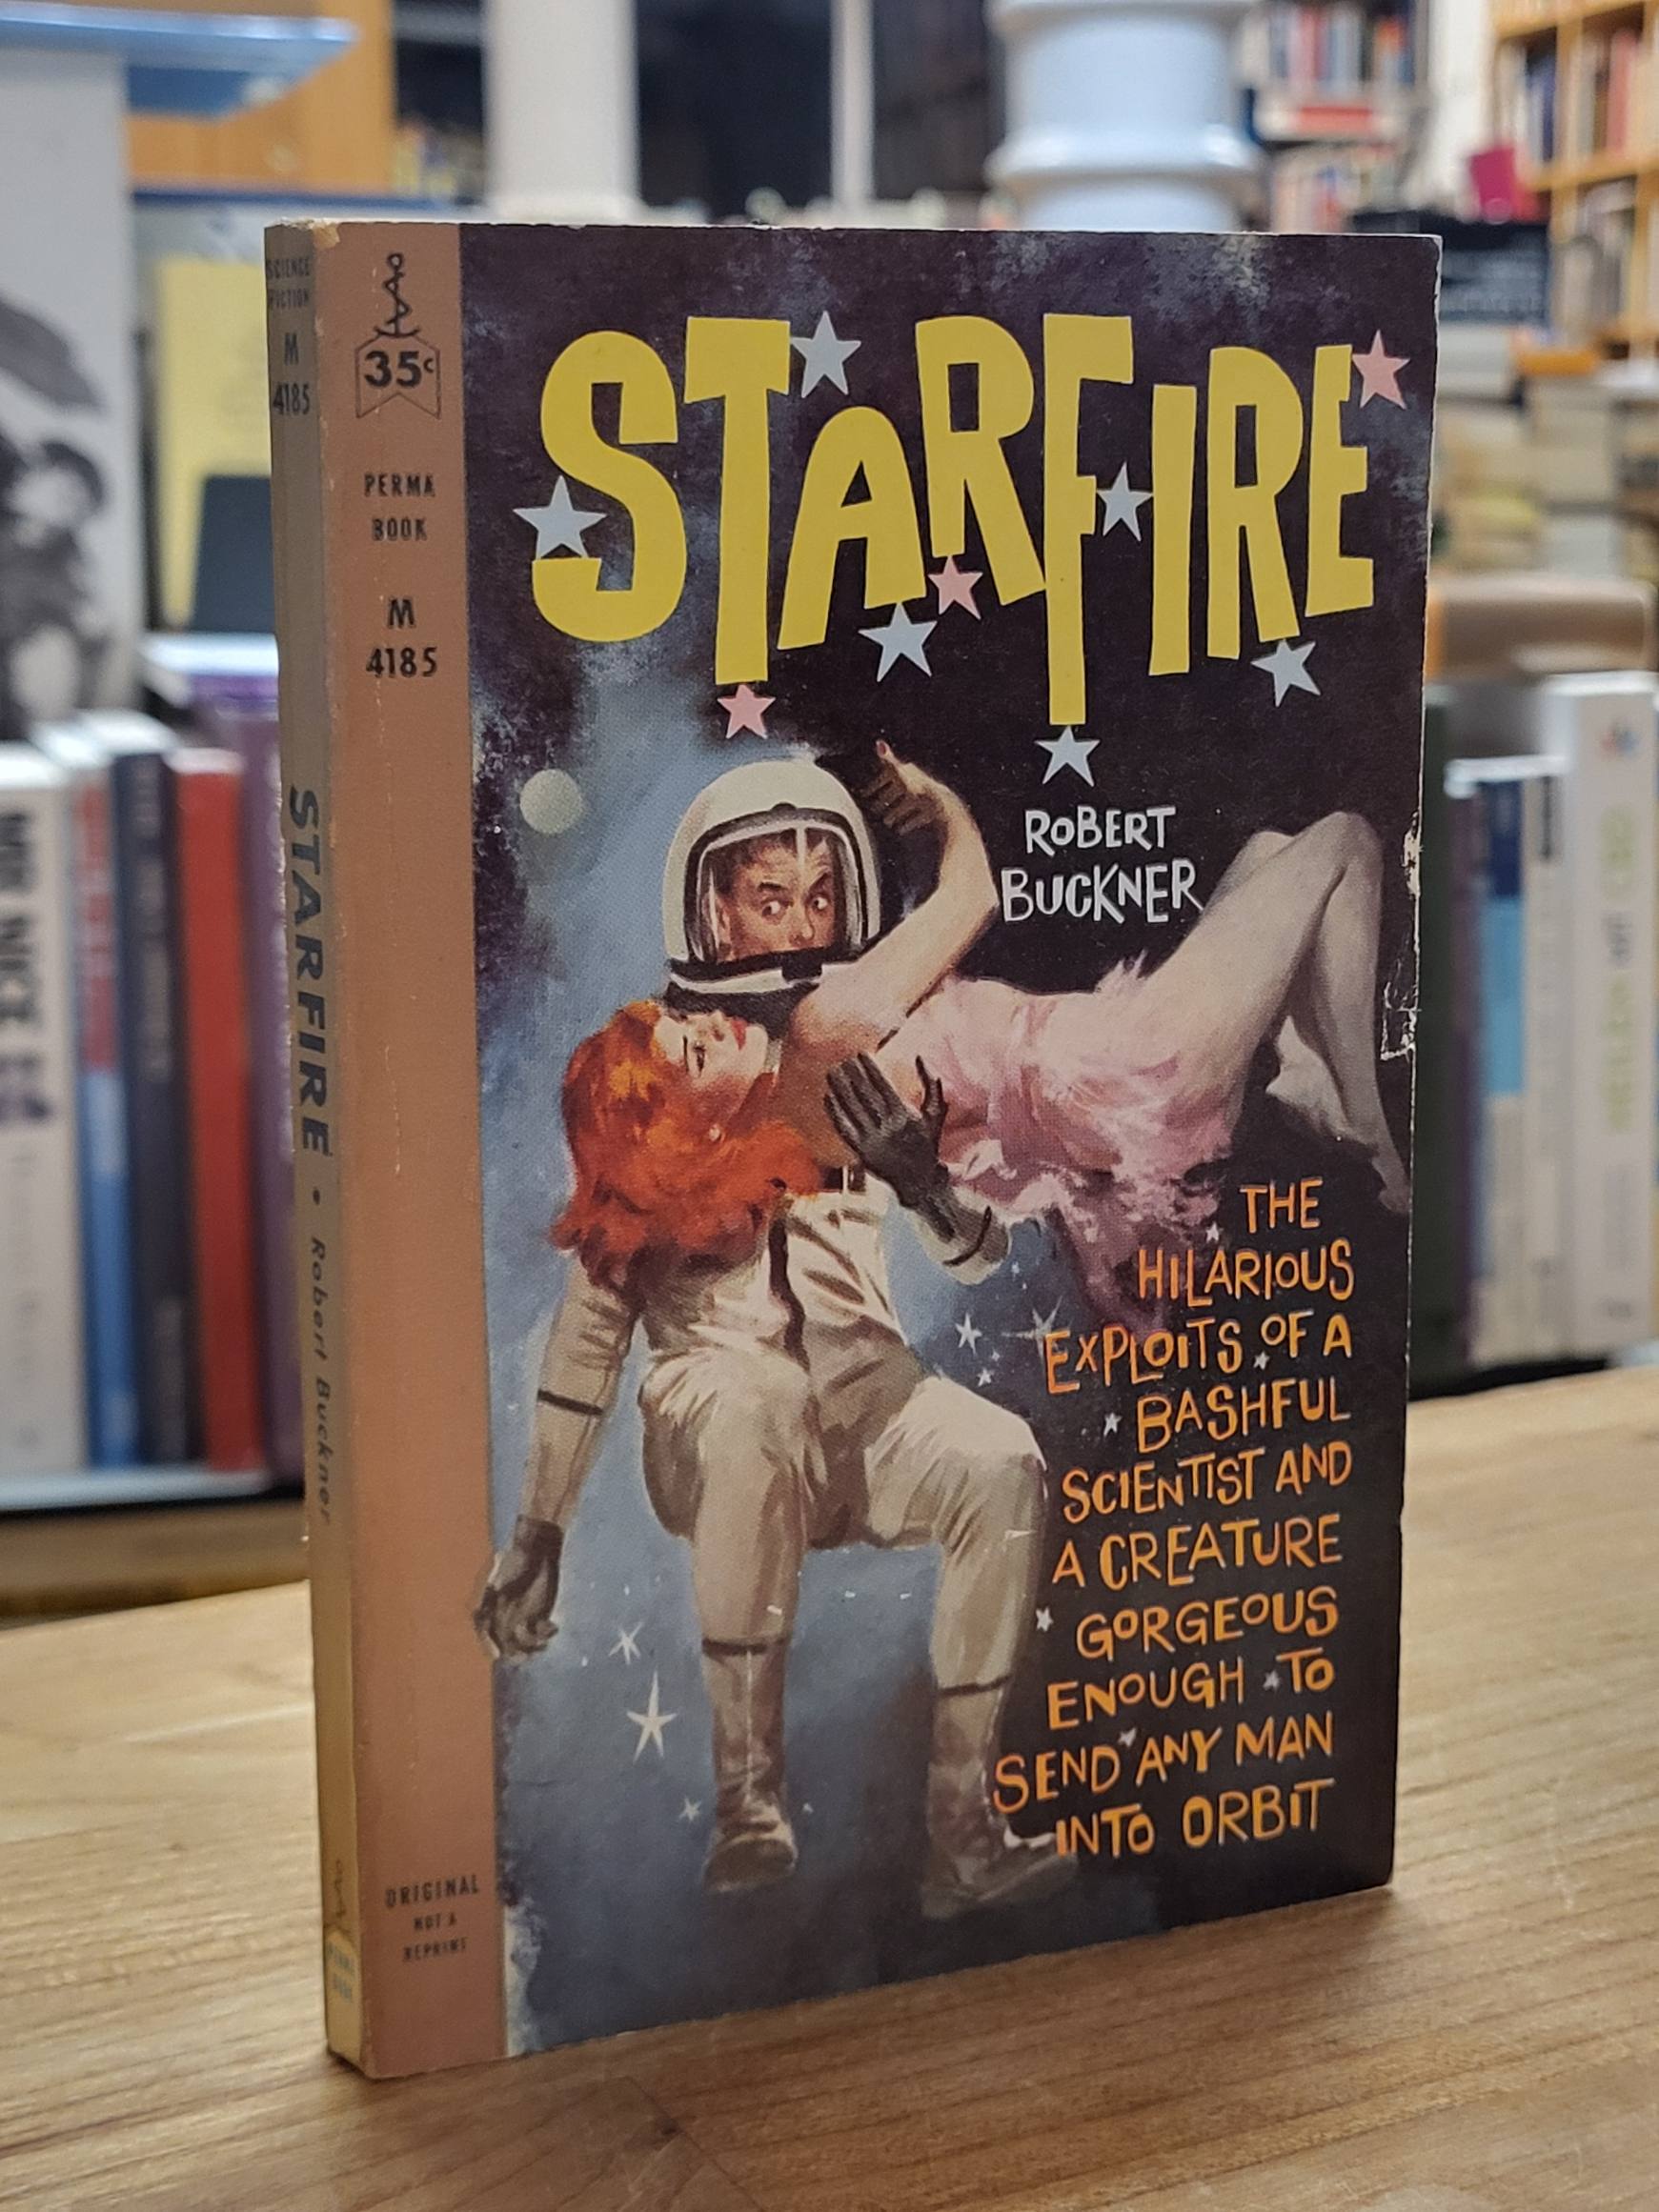 SCIENCE
FICTION
M
4185
STARFIRE • Robert Buckner
35c
PERMA
BOOK
M
4185
ORIGINAL
NOT A
REPRINT
STARFIRE
ROBERT
BUCKNER
THE
HILARIOUS
EXPLOITS OF A
BASHFUL
SCIENTIST AND
A CREATURE
GORGEOUS
ENOUGH TO
SEND ANY MAN
INTO ORBIT